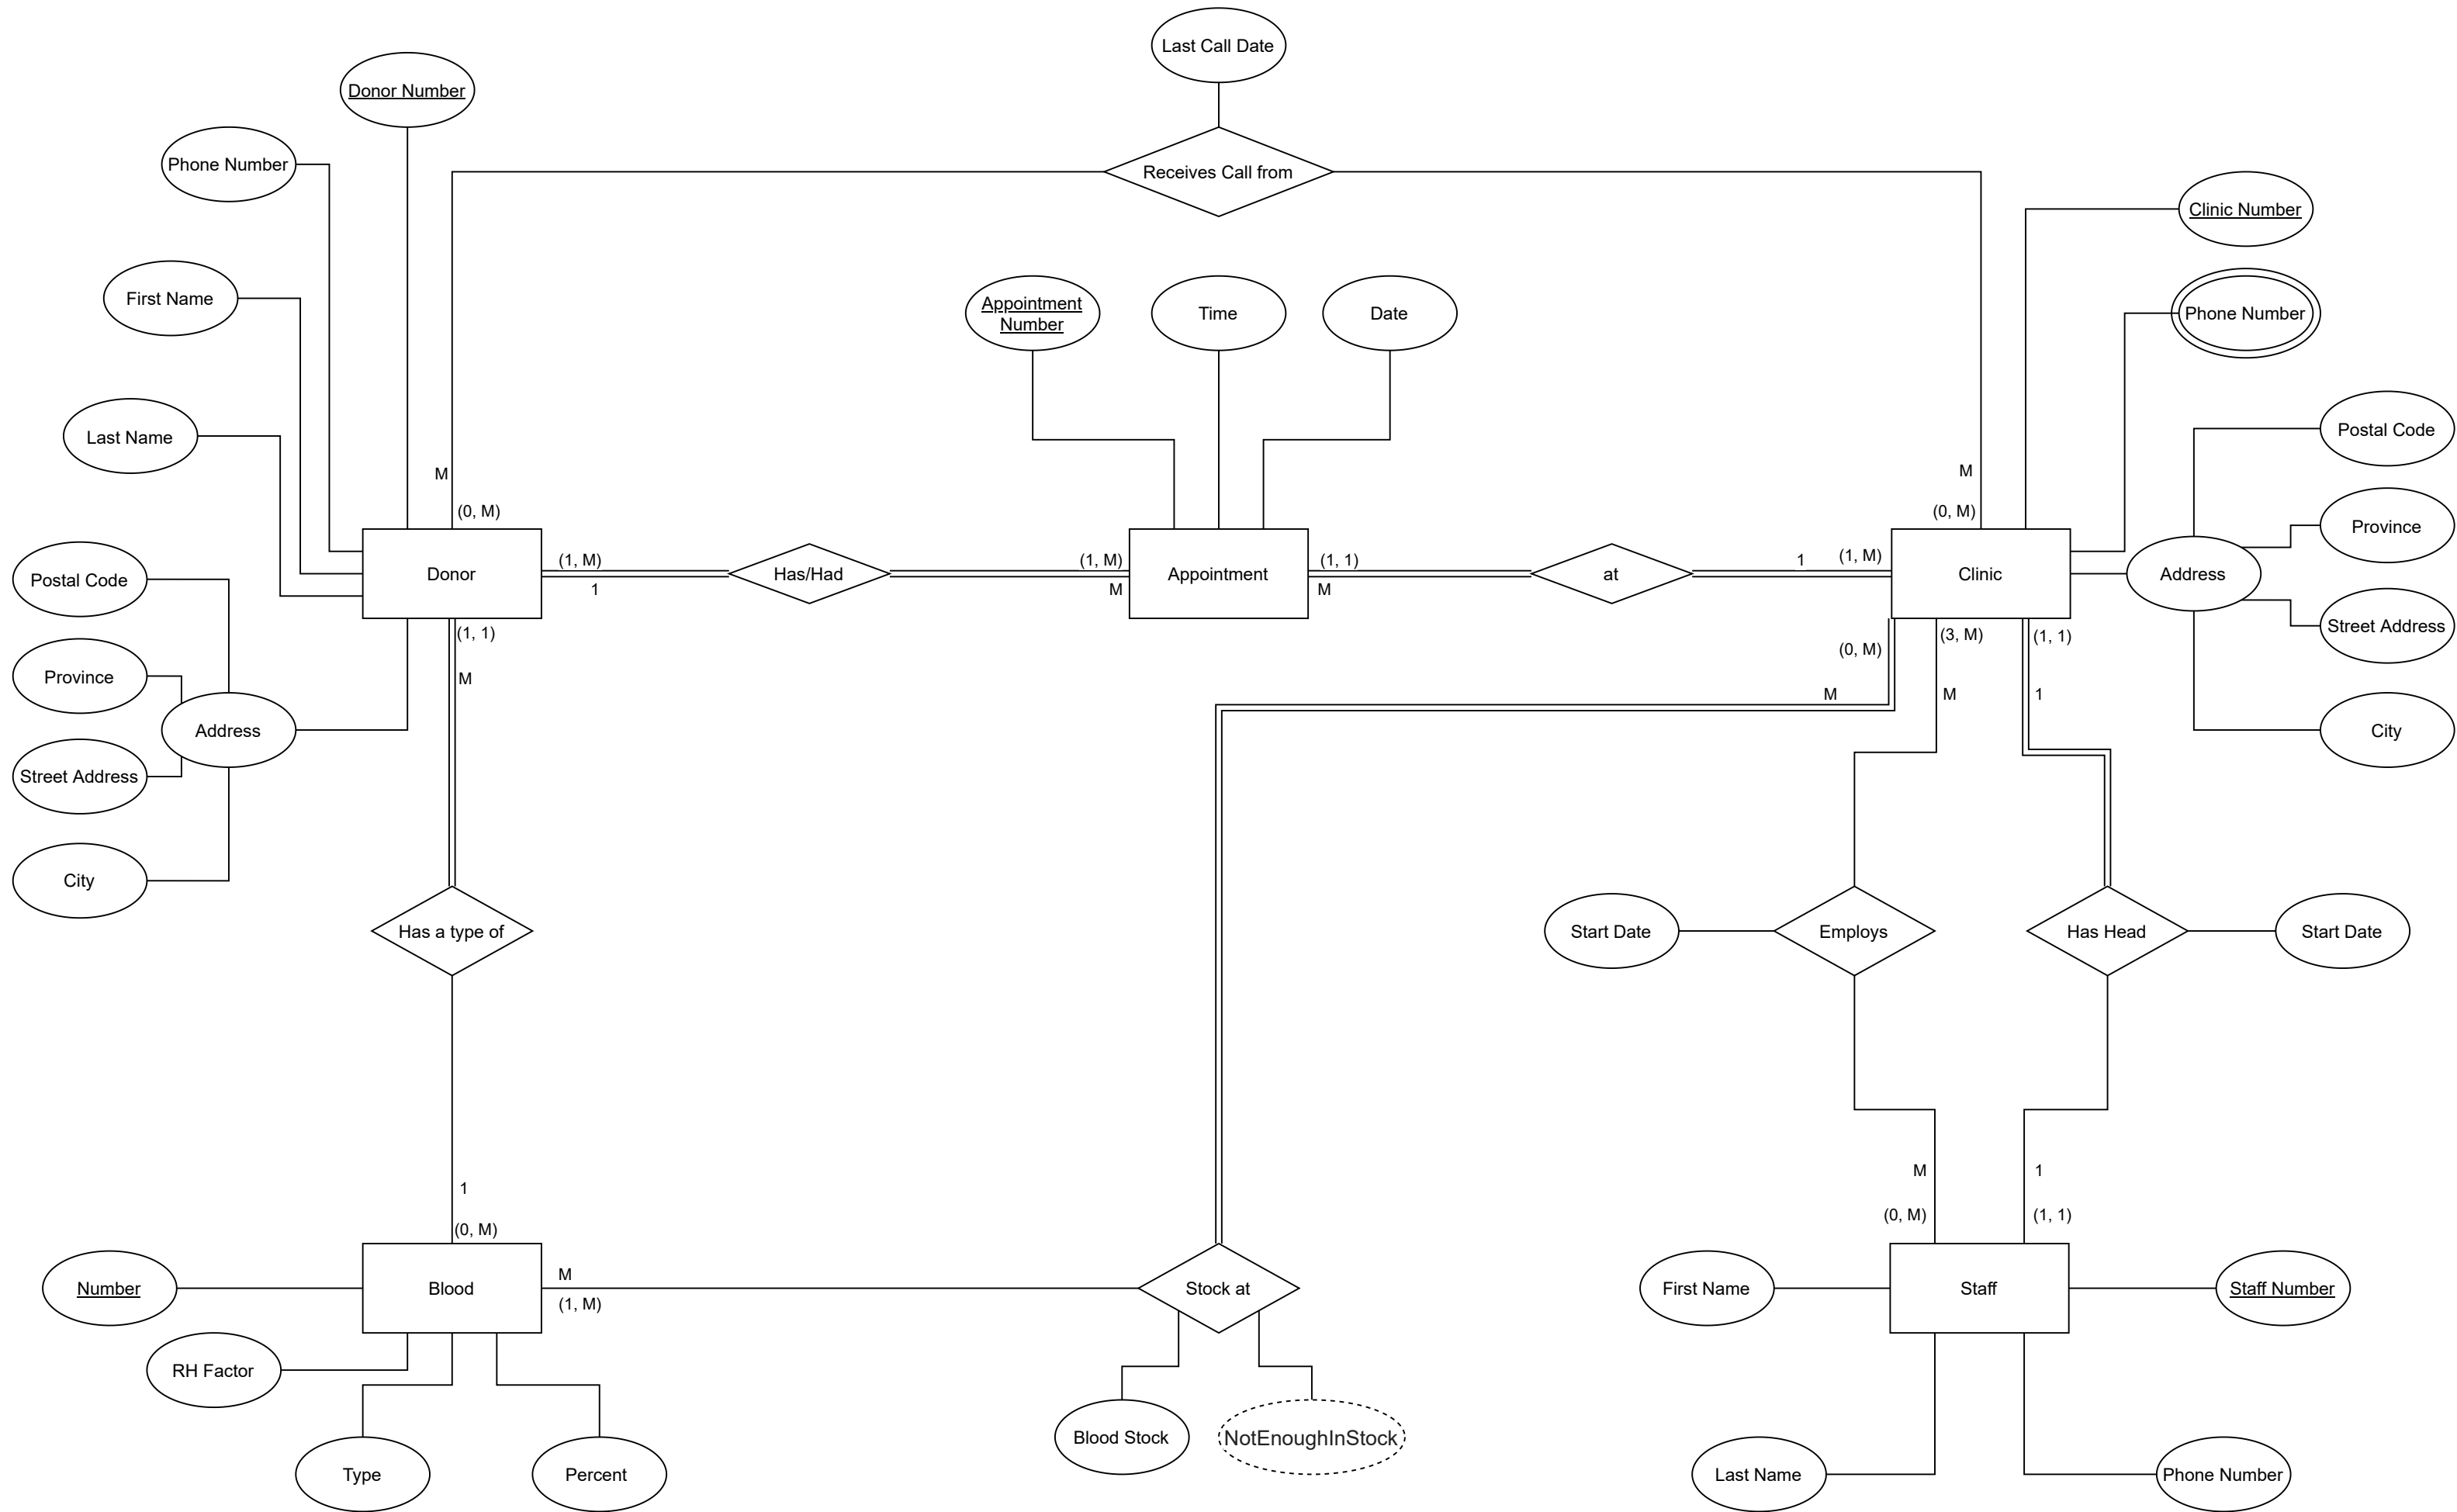 Last Call Date
Donor Number
Phone Number
Receives Call from
Clinic Number
First Name
Appointment
Number
Time
Date
Phone Number
Last Name
Postal Code
M
M
(0, M)
(0, M)
Province
Postal Code
Donor
(1, M)
1
Has/Had
(1, M)
M
Appointment
(1, 1)
M
at
1
(1, M)
Clinic
Address
Street Address
(1, 1)
M
(0, M)
M
(3, M)
M
(1, 1)
1
Province
Address
City
Street Address
City
Has a type of
Start Date
Employs
Has Head
Start Date
1
(0, M)
M
(0, M)
1
(1, 1)
Number
Blood
M
(1, M)
Stock at
First Name
Staff
Staff Number
RH Factor
Type
Percent
Blood Stock
NotEnoughInStock
Last Name
Phone Number